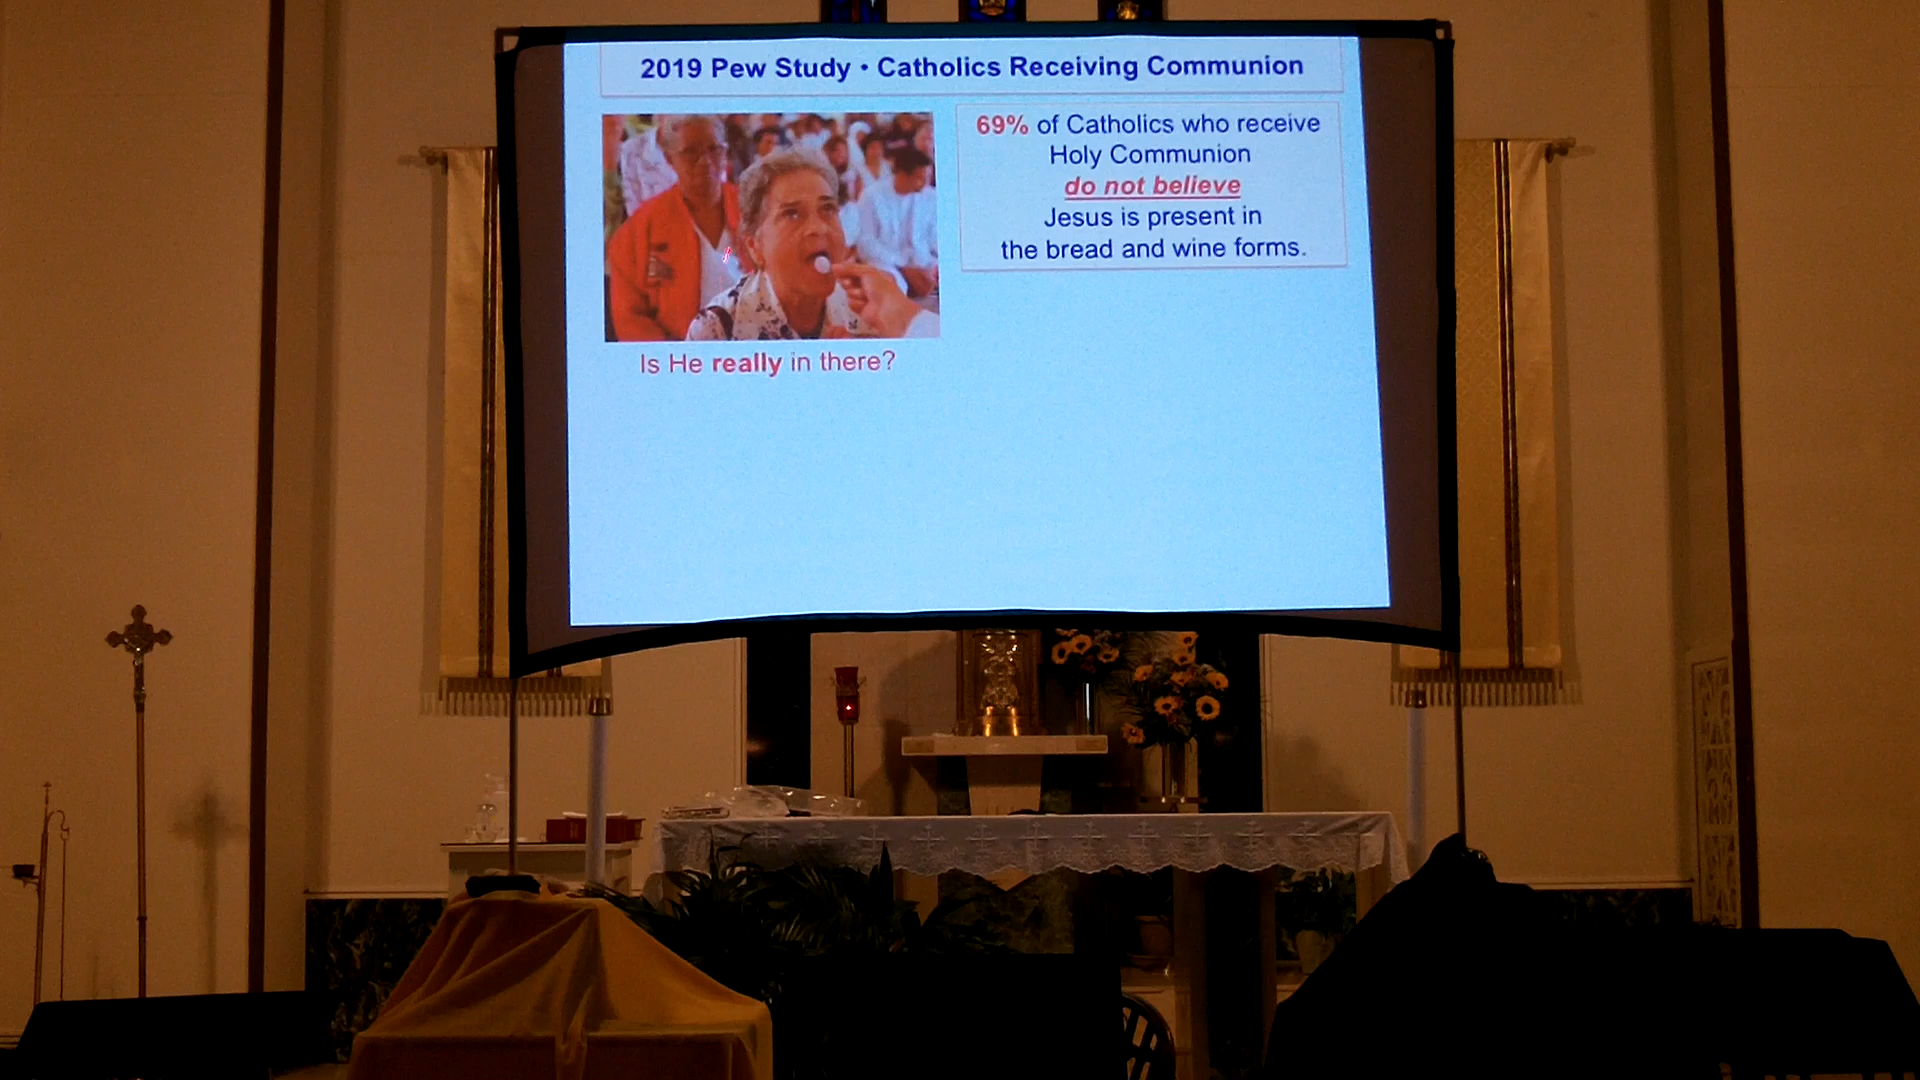 2019 Pew Study • Catholics Receiving Communion
69% of Catholics who receive
Holy Communion
do not believe
Jesus is present in
the bread and wine forms.
Is He really in there?